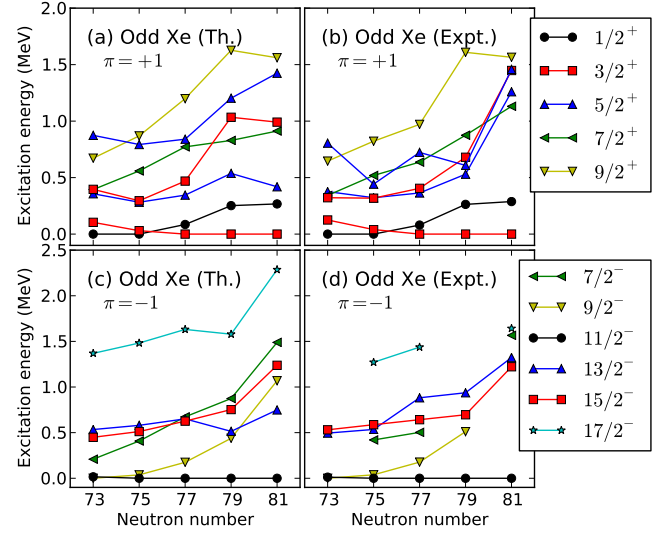 2.0
(a) Odd Xe (Th.)
π = +1
1.5
1.0
0.5
0.0
Excitation energy (MeV)
(b) Odd Xe (Expt.)
π = +1
1/2⁺
3/2⁺
5/2⁺
7/2⁺
9/2⁺
2.5
(c) Odd Xe (Th.)
π = −1
2.0
1.5
1.0
0.5
0.0
Excitation energy (MeV)
73 75 77 79 81
Neutron number
(d) Odd Xe (Expt.)
π = −1
73 75 77 79 81
Neutron number
7/2⁻
9/2⁻
11/2⁻
13/2⁻
15/2⁻
17/2⁻